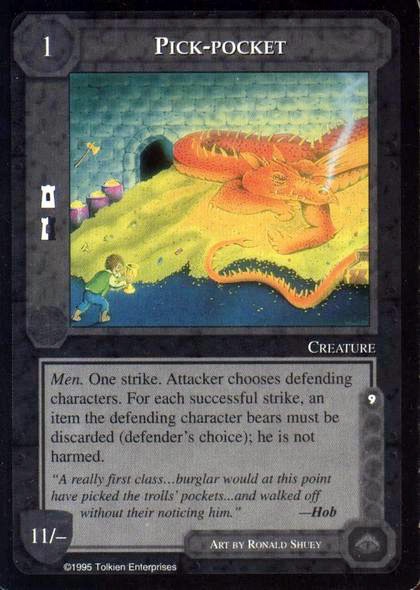 1
PICK-POCKET
CREATURE
Men. One strike. Attacker chooses defending
characters. For each successful strike, an
item the defending character bears must be
discarded (defender's choice); he is not
harmed.
9
"A really first class...burglar would at this point
have picked the trolls' pockets...and walked off
without their noticing him." —Hob
11/–
ART BY RONALD SHUEY
©1995 Tolkien Enterprises